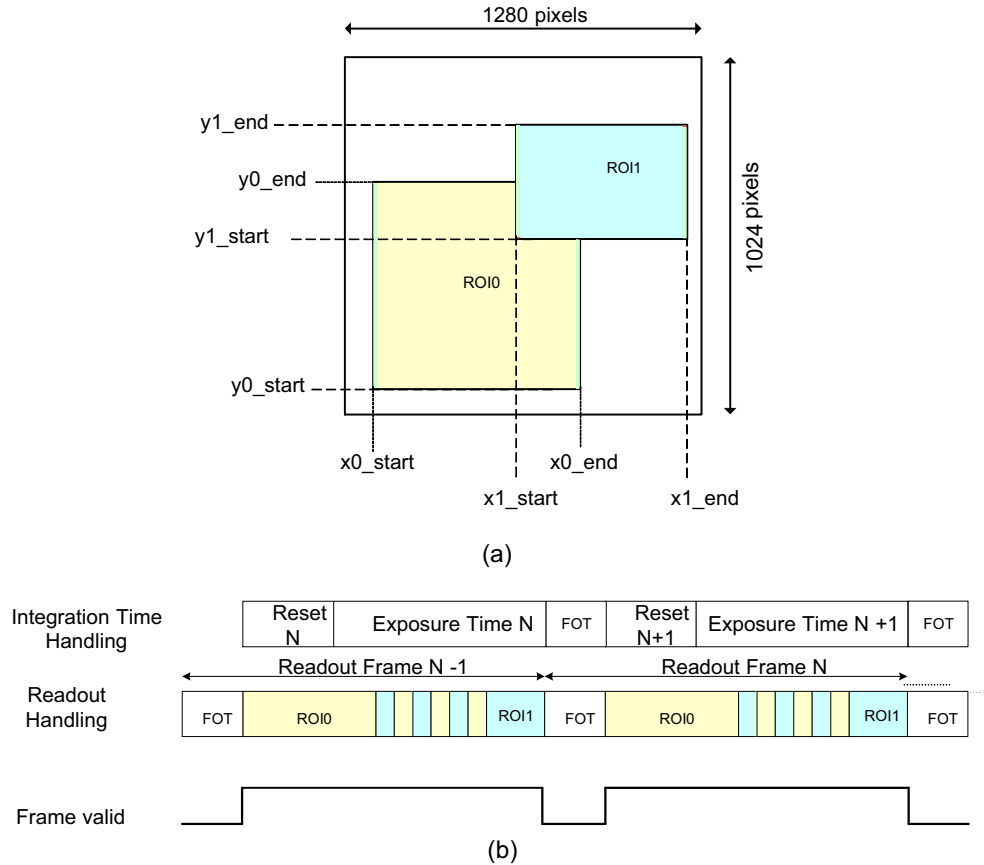 1280 pixels
y1_end
ROI1
y0_end
1024 pixels
y1_start
ROI0
y0_start
x0_start
x0_end
x1_start
x1_end
(a)
Integration Time
Handling
Reset
N
Exposure Time N
FOT
Reset
N+1
Exposure Time N +1
FOT
Readout Frame N -1
Readout Frame N
Readout
Handling
FOT
ROI0
ROI1
FOT
ROI0
ROI1
FOT
Frame valid
(b)